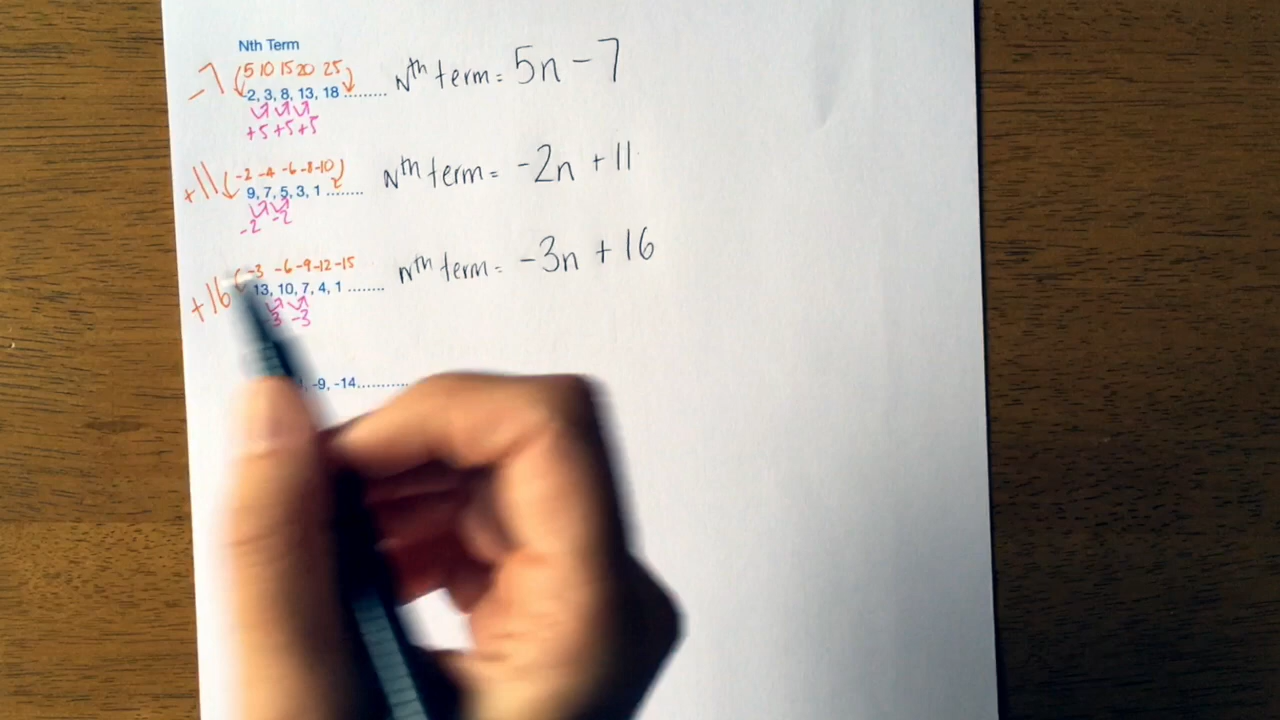 Nth Term
5 10 15 20 25
-7
-2, 3, 8, 13, 18 .........
Nth term = 5n - 7
+5 +5 +5
-2 -4 -6 -8 -10
+11
9, 7, 5, 3, 1 ........
Nth term = -2n + 11
-2 -2
-3 -6 -9 -12 -15
+16
13, 10, 7, 4, 1 ........
Nth term = -3n + 16
3 -3
, -9, -14...........